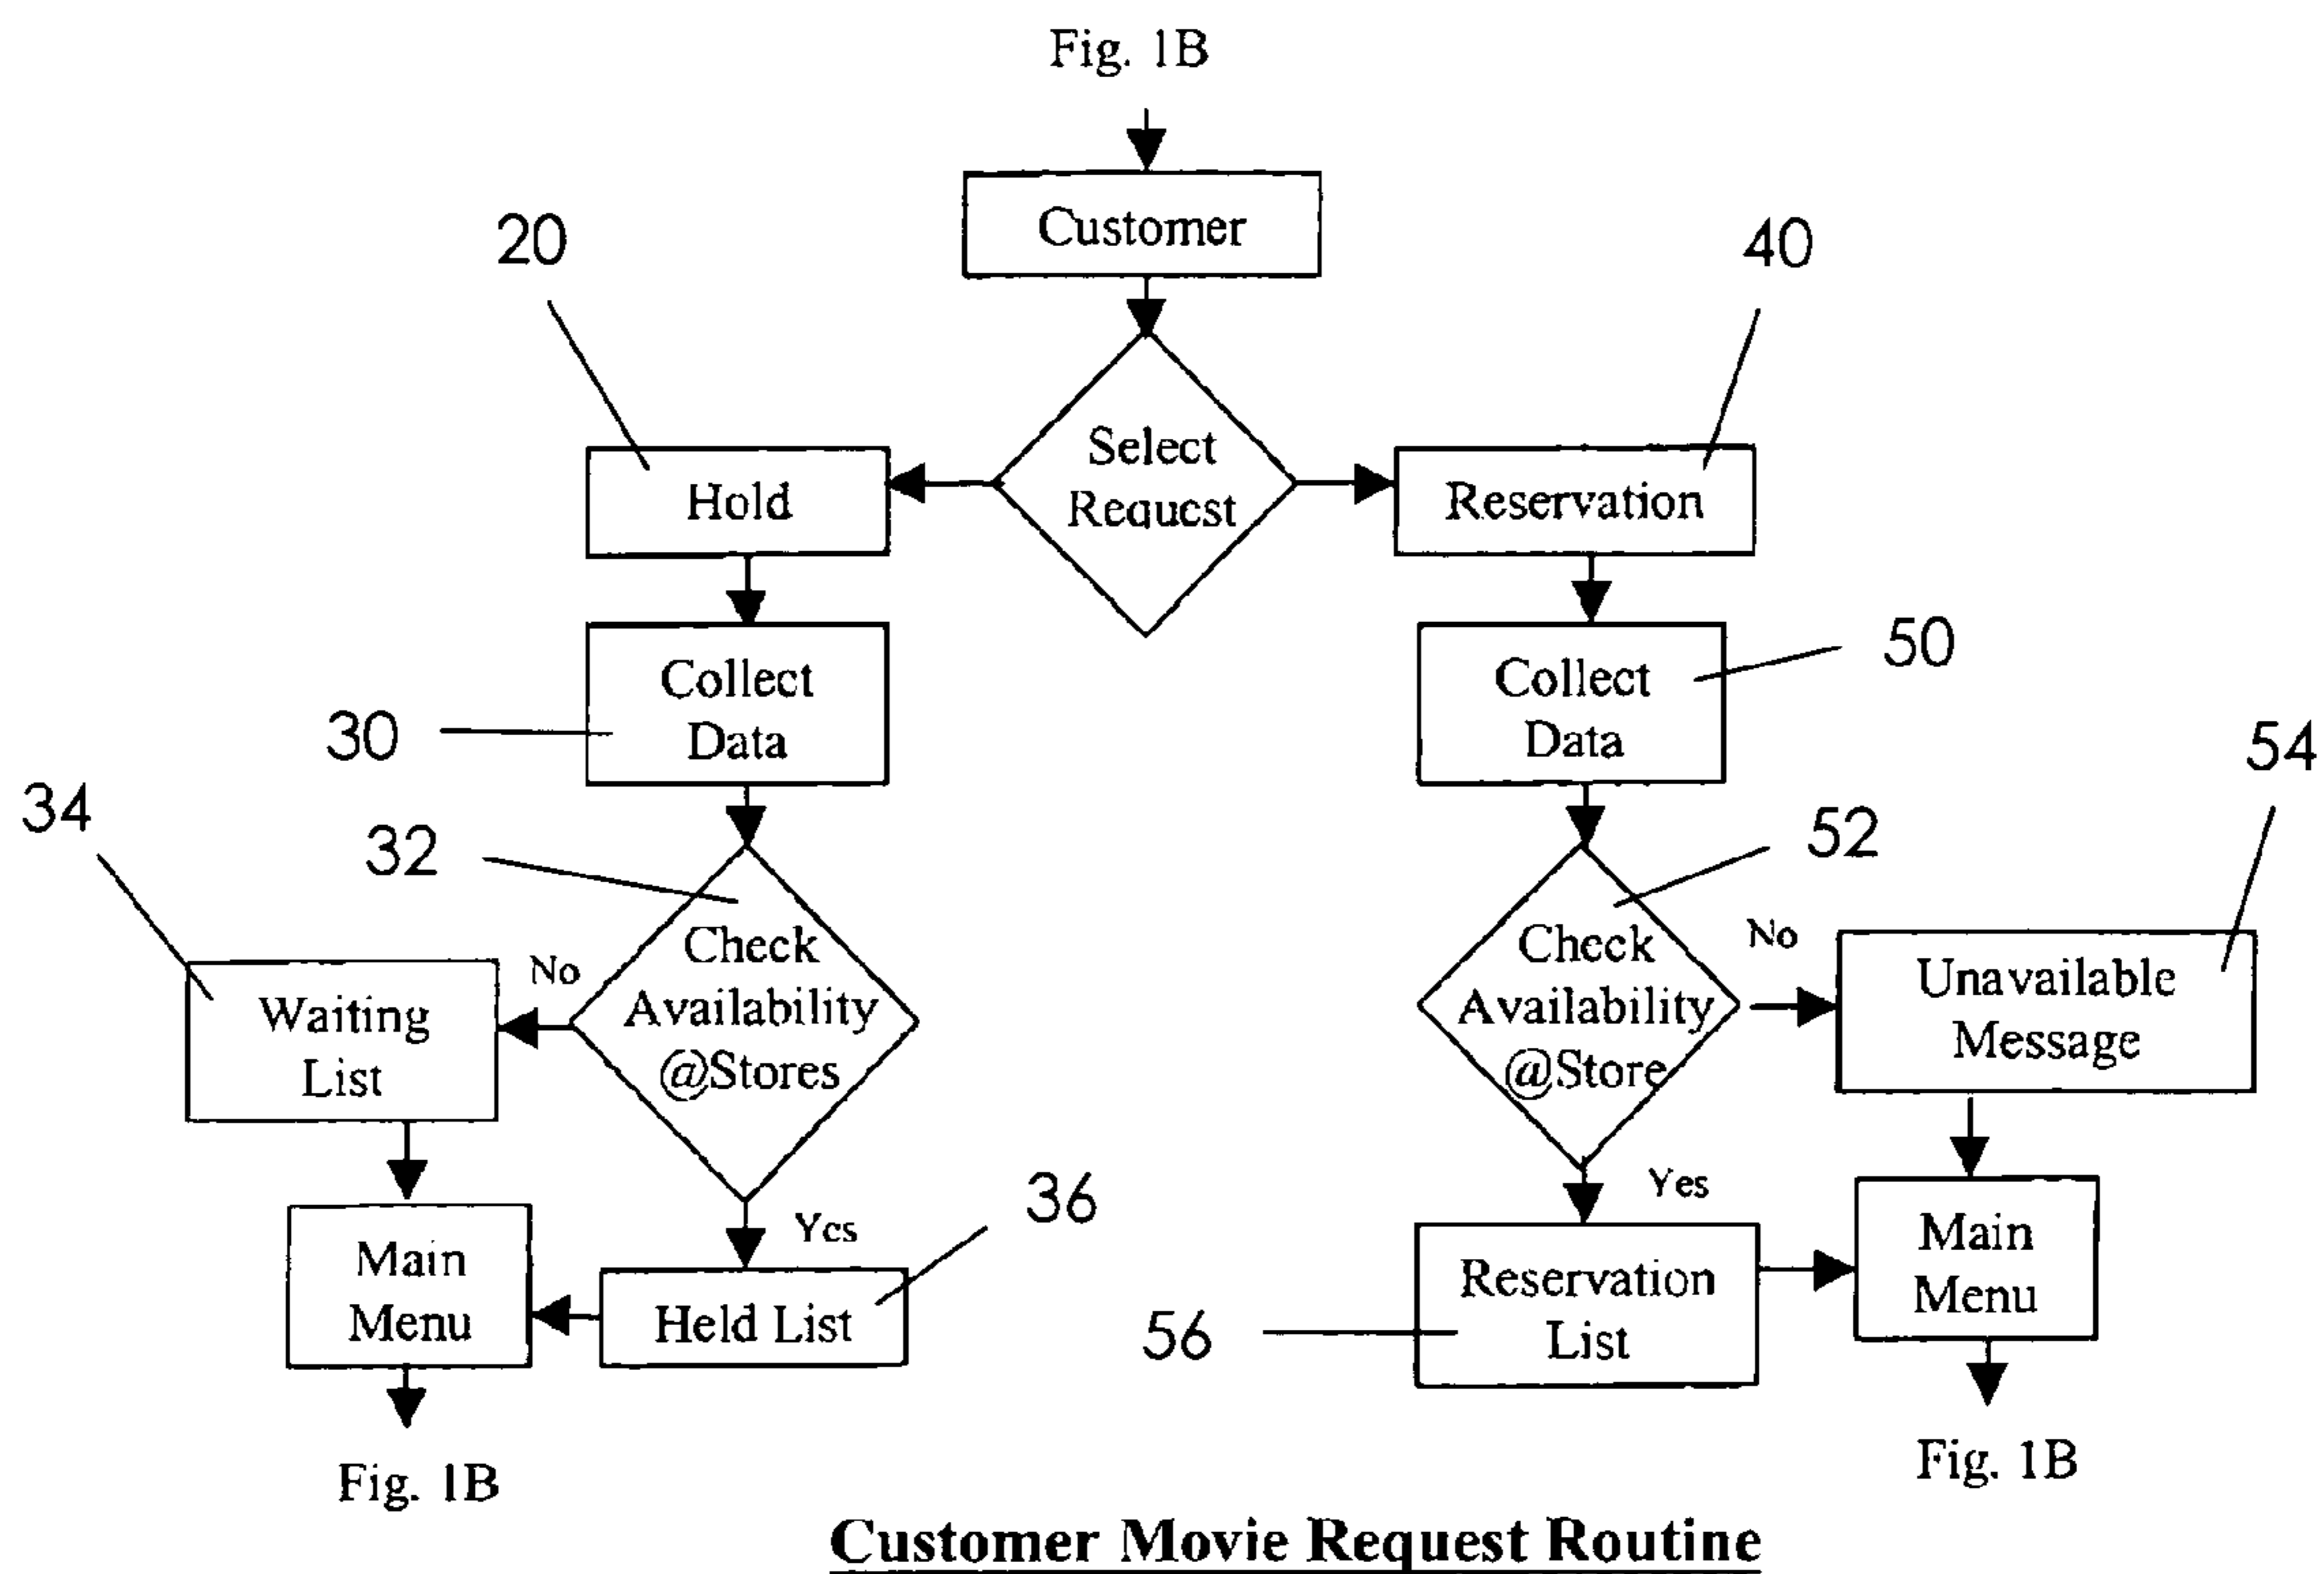 Fig. 1B
Customer
20
40
Select
Request
Hold
Reservation
Collect
Data
30
Collect
Data
50
54
34
32
52
Check
Availability
@Stores
No
Waiting
List
Check
Availability
@Store
No
Unavailable
Message
Yes
36
Yes
Main
Menu
Held List
56
Reservation
List
Main
Menu
Fig. 1B
Fig. 1B
Customer Movie Request Routine